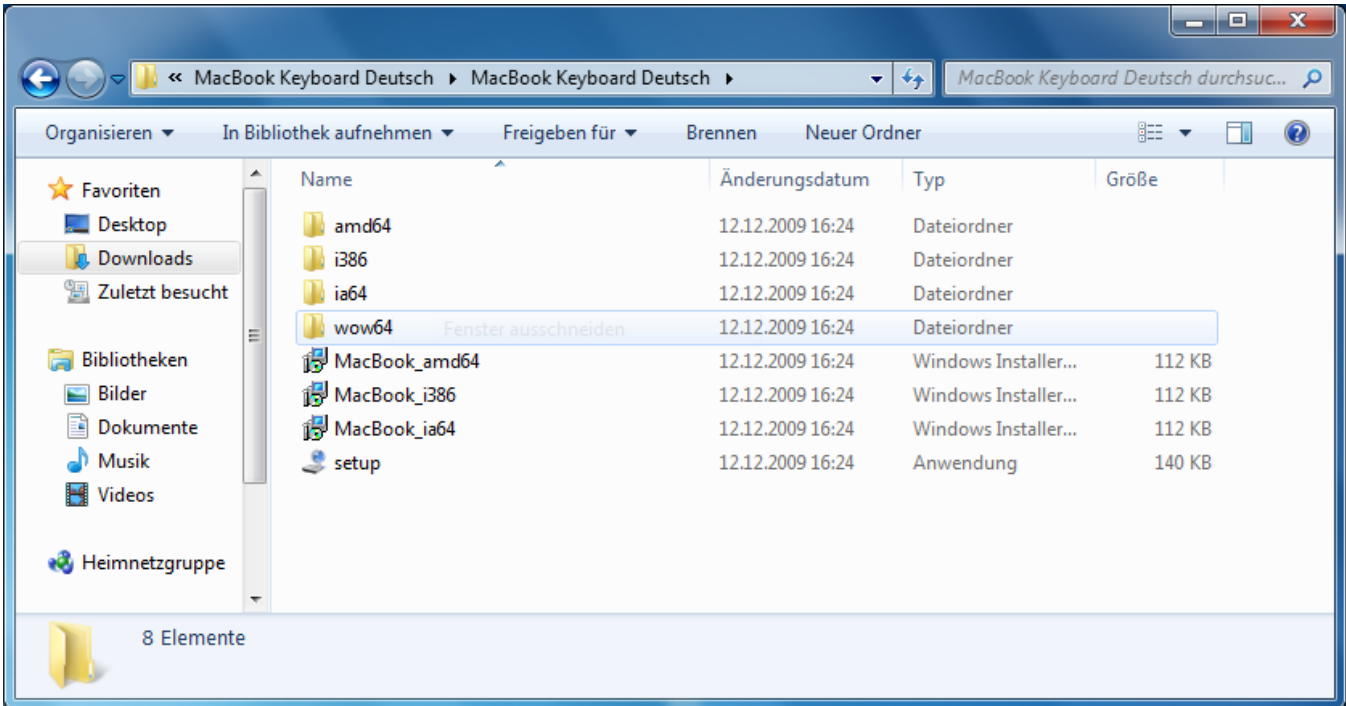 « MacBook Keyboard Deutsch MacBook Keyboard Deutsch MacBook Keyboard Deutsch durchsuc...
Organisieren In Bibliothek aufnehmen Freigeben für Brennen Neuer Ordner
Favoriten
Desktop
Downloads
Zuletzt besucht
Bibliotheken
Bilder
Dokumente
Musik
Videos
Heimnetzgruppe
Name Änderungsdatum Typ Größe
amd64 12.12.2009 16:24 Dateiordner
i386 12.12.2009 16:24 Dateiordner
ia64 12.12.2009 16:24 Dateiordner
wow64 Fenster ausschneiden 12.12.2009 16:24 Dateiordner
MacBook_amd64 12.12.2009 16:24 Windows Installer... 112 KB
MacBook_i386 12.12.2009 16:24 Windows Installer... 112 KB
MacBook_ia64 12.12.2009 16:24 Windows Installer... 112 KB
setup 12.12.2009 16:24 Anwendung 140 KB
8 Elemente